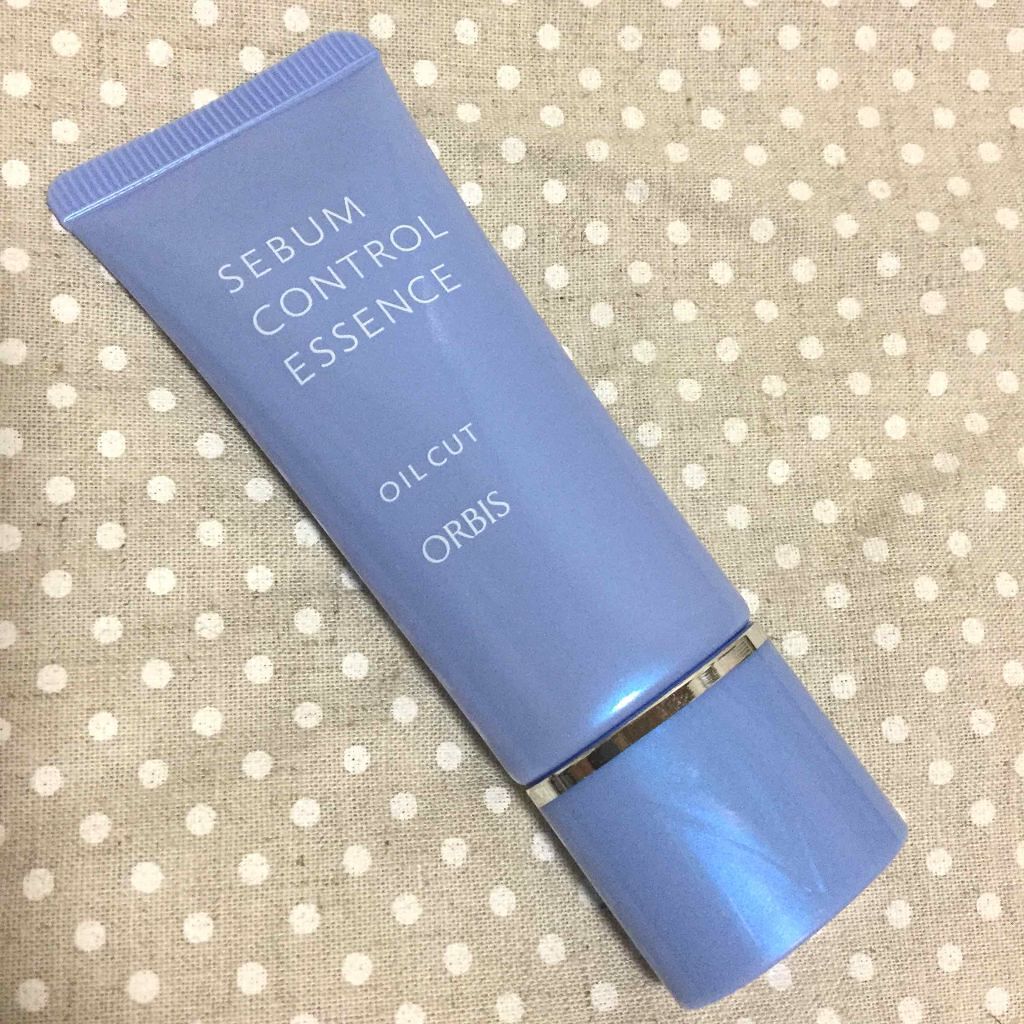 SEBUM
CONTROL
ESSENCE
OIL CUT
ORBIS